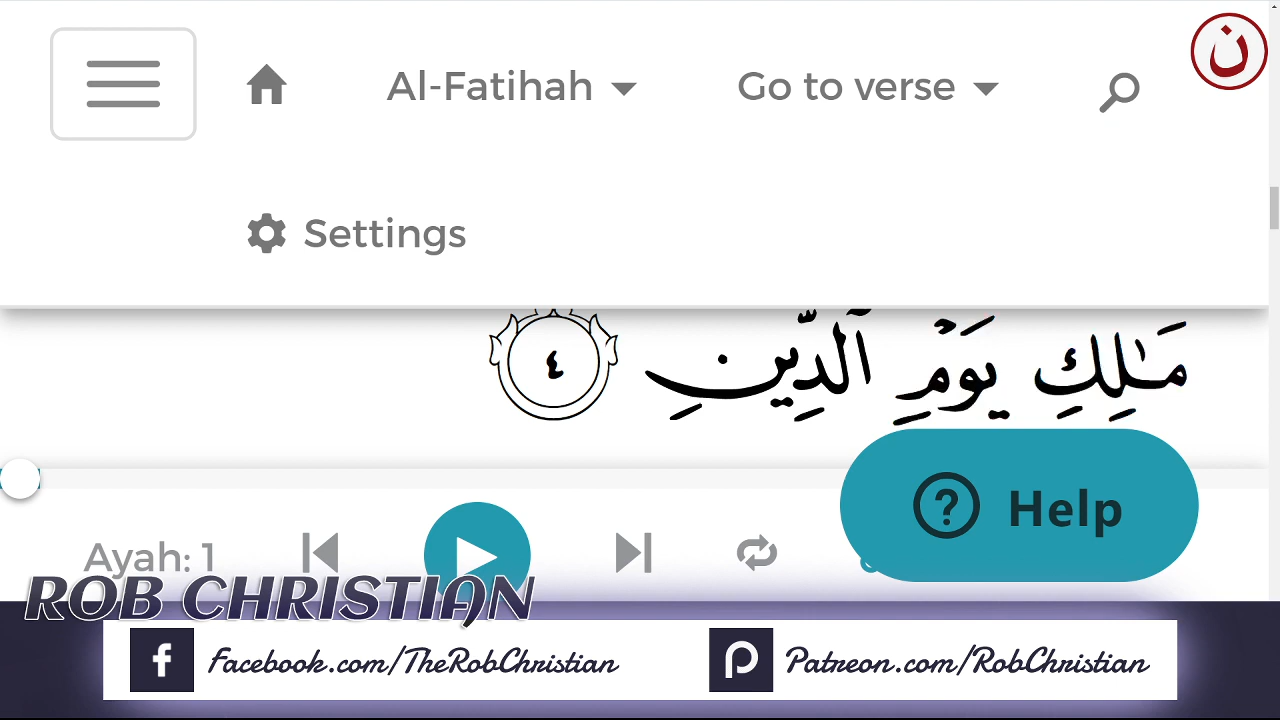 ن
Al-Fatihah Go to verse
Settings
مَـٰلِكِ يَوْمِ ٱلدِّينِ ٤
Help
Ayah: 1
ROB CHRISTIAN
f Facebook.com/TheRobChristian Patreon.com/RobChristian